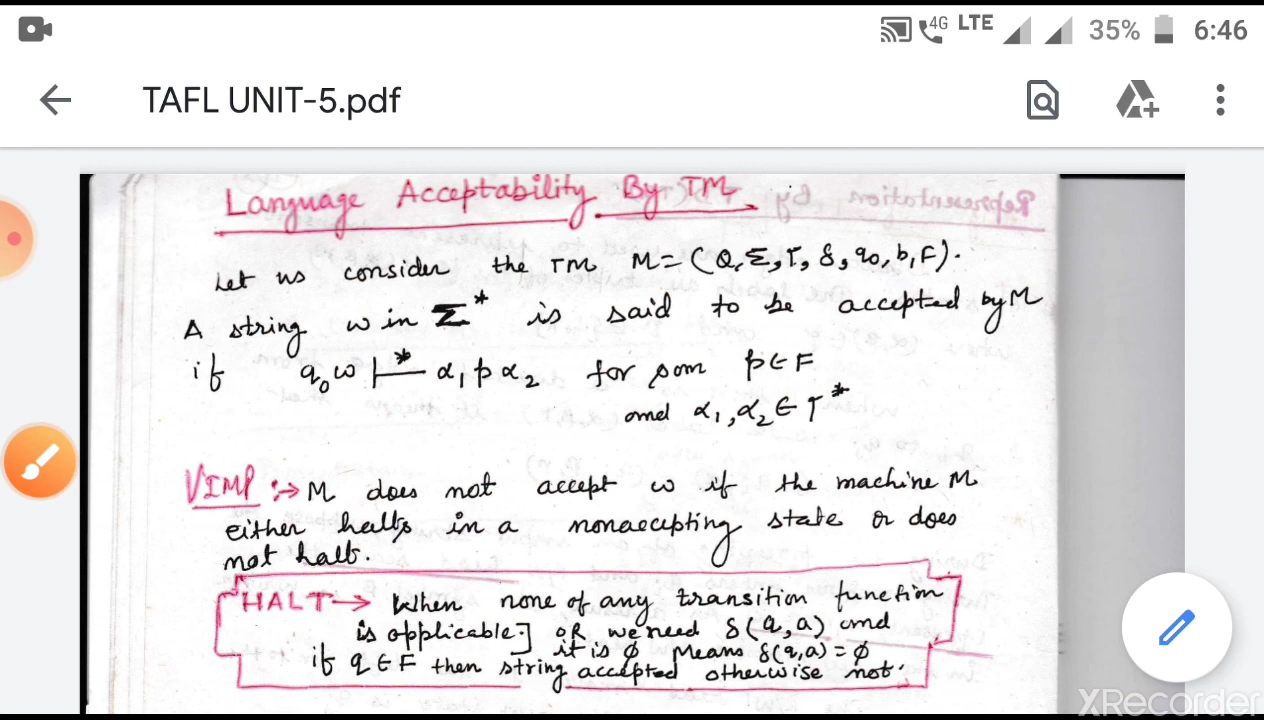 4G LTE 35% 6:46
TAFL UNIT-5.pdf
Language Acceptability By TM
Let us consider the TM M=(Q,Σ,Γ,δ,q₀,b,F).
A string w in Σ* is said to be accepted by M
if q₀w |-* α₁pα₂ for som p∈F
and α₁,α₂∈Γ*
VIMP :→ M does not accept w if the machine M
either halts in a nonaccepting state or does
not halt.
HALT→ When none of any transition function
is applicable] OR we need δ(q,a) and
it is φ means δ(q,a)=φ
if q∈F then string accepted otherwise not.
XRecorder